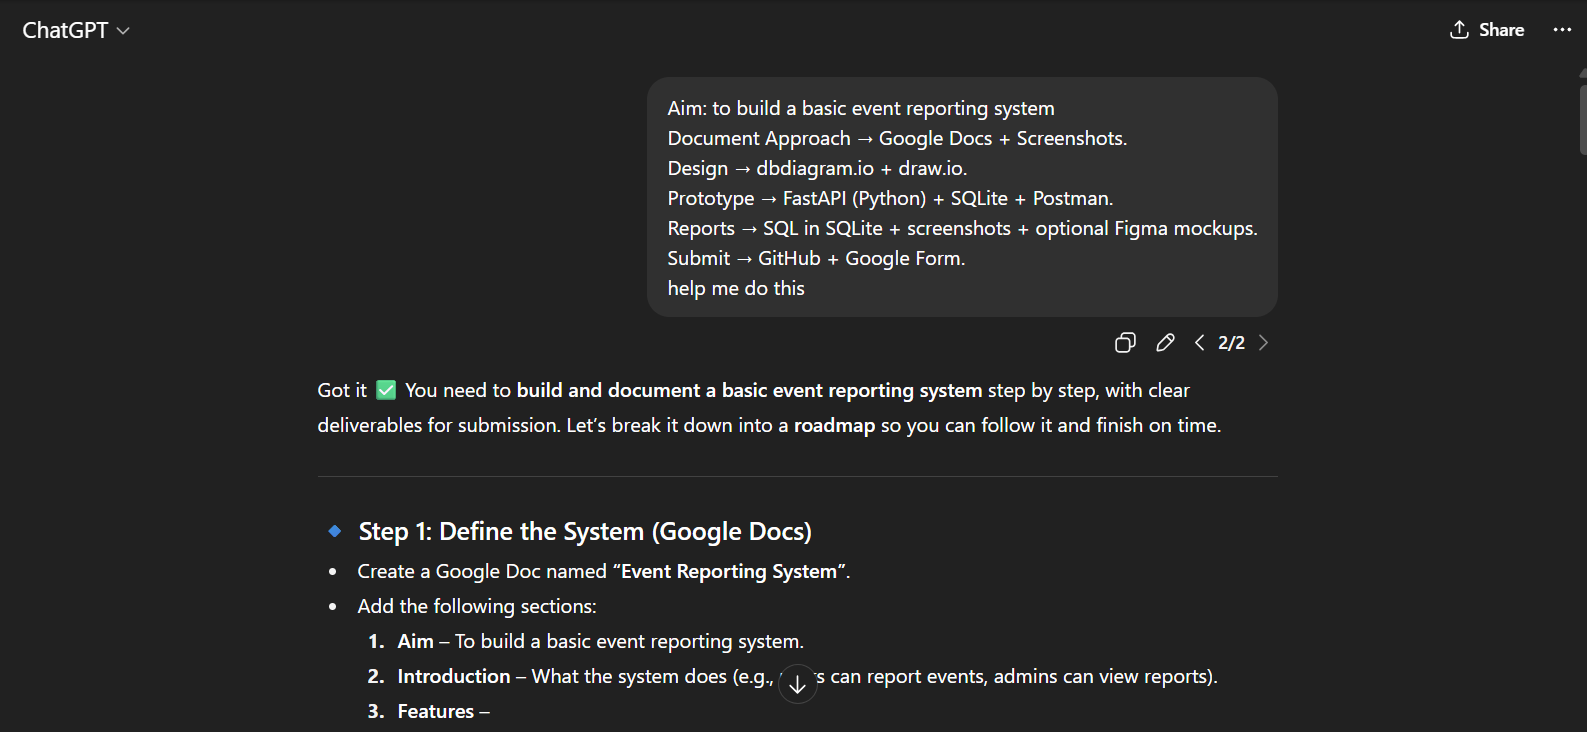 ChatGPT
Share
Aim: to build a basic event reporting system
Document Approach → Google Docs + Screenshots.
Design → dbdiagram.io + draw.io.
Prototype → FastAPI (Python) + SQLite + Postman.
Reports → SQL in SQLite + screenshots + optional Figma mockups.
Submit → GitHub + Google Form.
help me do this
2/2
Got it ✅ You need to build and document a basic event reporting system step by step, with clear
deliverables for submission. Let’s break it down into a roadmap so you can follow it and finish on time.
Step 1: Define the System (Google Docs)
• Create a Google Doc named “Event Reporting System”.
• Add the following sections:
1. Aim – To build a basic event reporting system.
2. Introduction – What the system does (e.g., can report events, admins can view reports).
3. Features –